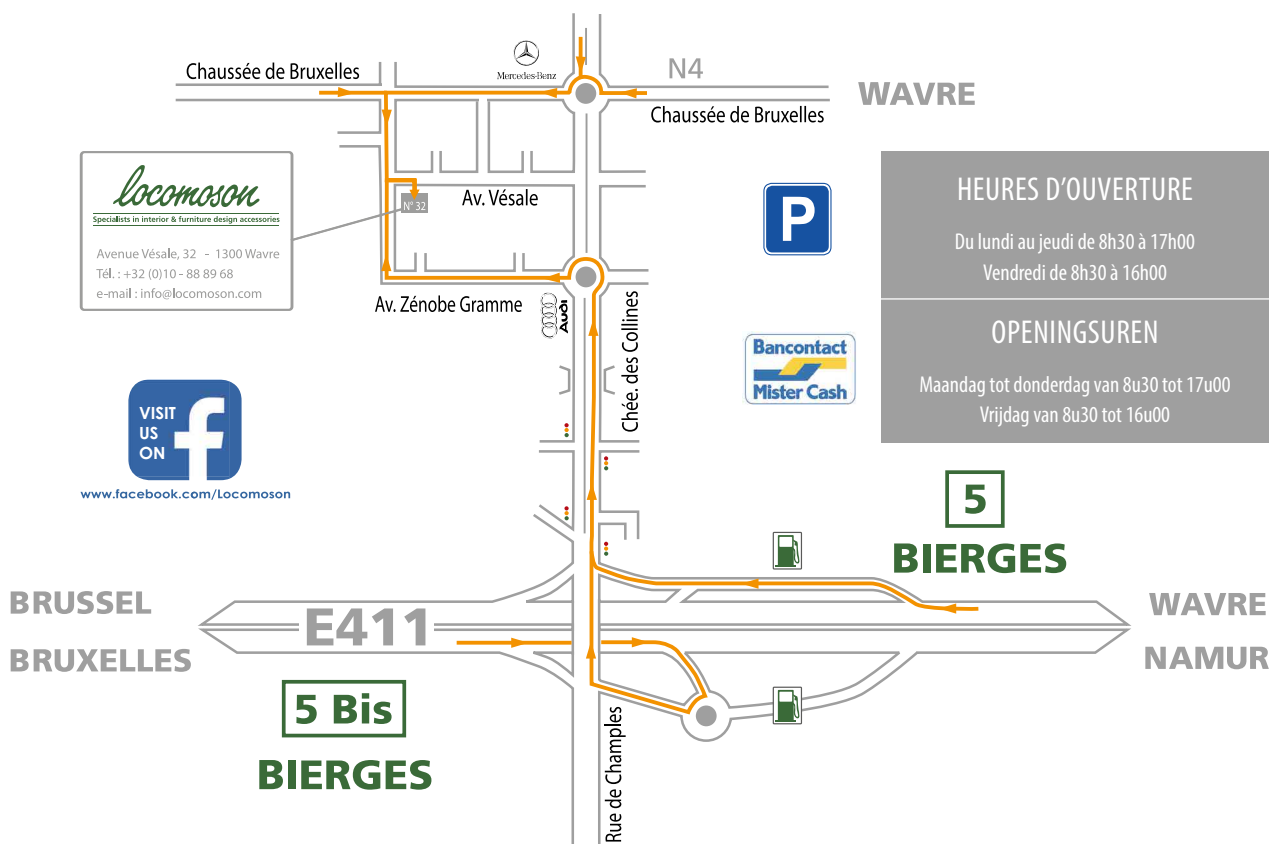 Chaussée de Bruxelles
Mercedes-Benz
N4
WAVRE
Chaussée de Bruxelles
locomoson
Specialists in interior & furniture design accessories
Avenue Vésale, 32 - 1300 Wavre
Tél. : +32 (0)10 - 88 89 68
e-mail : info@locomoson.com
N° 32
Av. Vésale
P
HEURES D'OUVERTURE
Du lundi au jeudi de 8h30 à 17h00
Vendredi de 8h30 à 16h00
OPENINGSUREN
Maandag tot donderdag van 8u30 tot 17u00
Vrijdag van 8u30 tot 16u00
Av. Zénobe Gramme
Audi
Chée. des Collines
Bancontact
Mister Cash
VISIT
US
ON
f
www.facebook.com/Locomoson
5
BIERGES
BRUSSEL
BRUXELLES
E411
WAVRE
NAMUR
5 Bis
BIERGES
Rue de Champles